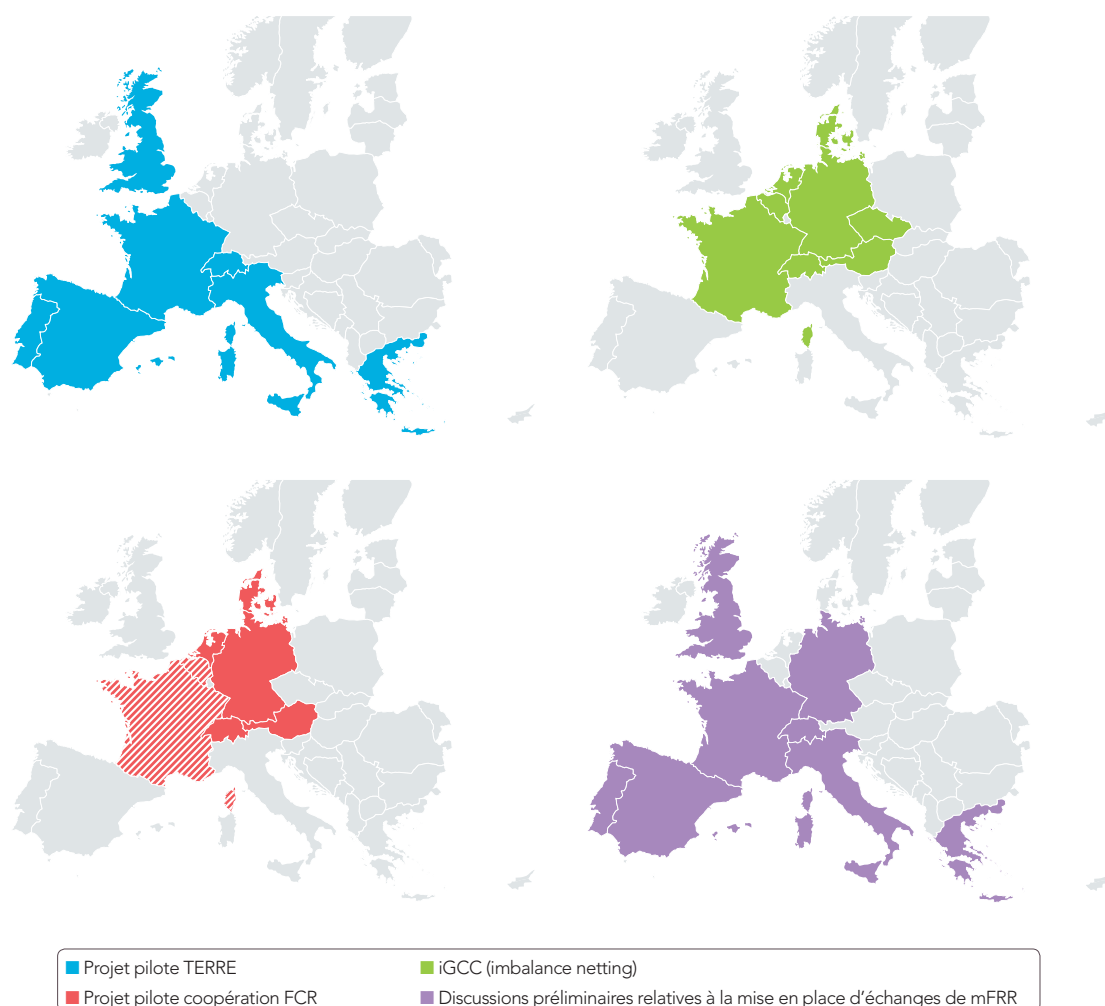 Projet pilote TERRE
iGCC (imbalance netting)
Projet pilote coopération FCR
Discussions préliminaires relatives à la mise en place d'échanges de mFRR